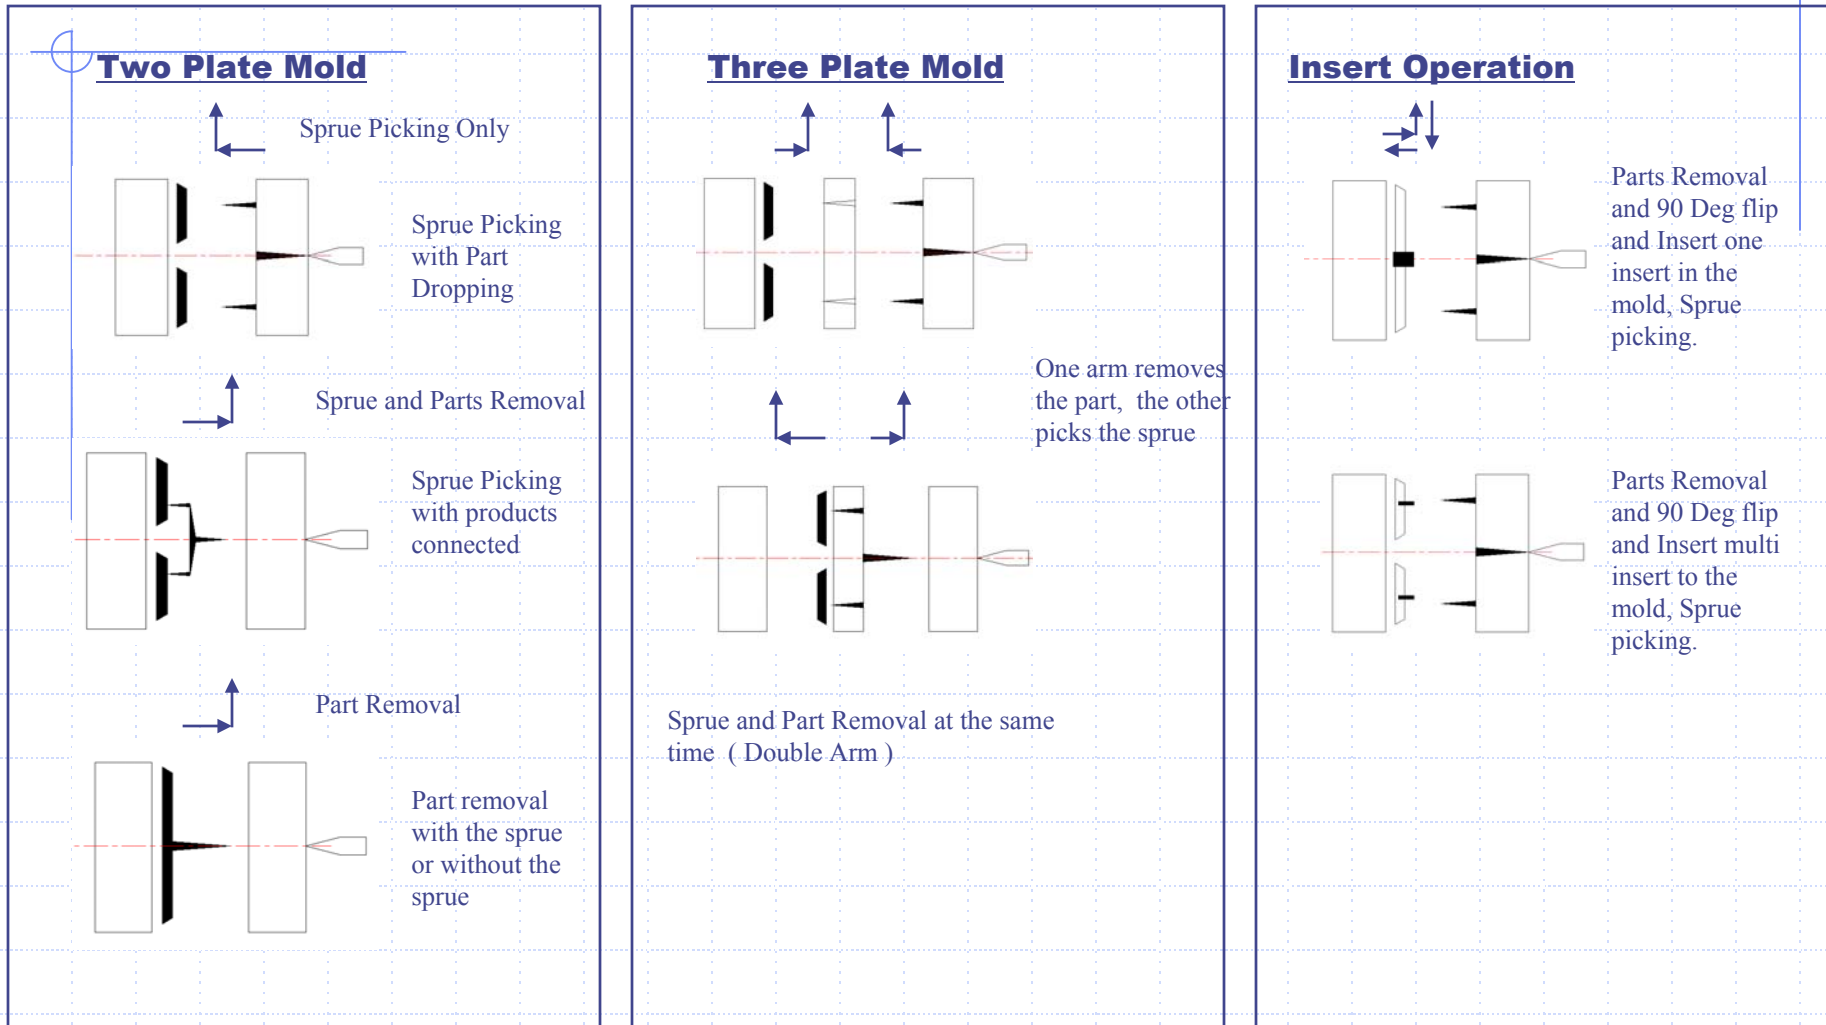 Two Plate Mold
Sprue Picking Only
Sprue Picking
with Part
Dropping
Sprue and Parts Removal
Sprue Picking
with products
connected
Part Removal
Part removal
with the sprue
or without the
sprue
Three Plate Mold
One arm removes
the part, the other
picks the sprue
Sprue and Part Removal at the same
time ( Double Arm )
Insert Operation
Parts Removal
and 90 Deg flip
and Insert one
insert in the
mold, Sprue
picking.
Parts Removal
and 90 Deg flip
and Insert multi
insert to the
mold, Sprue
picking.